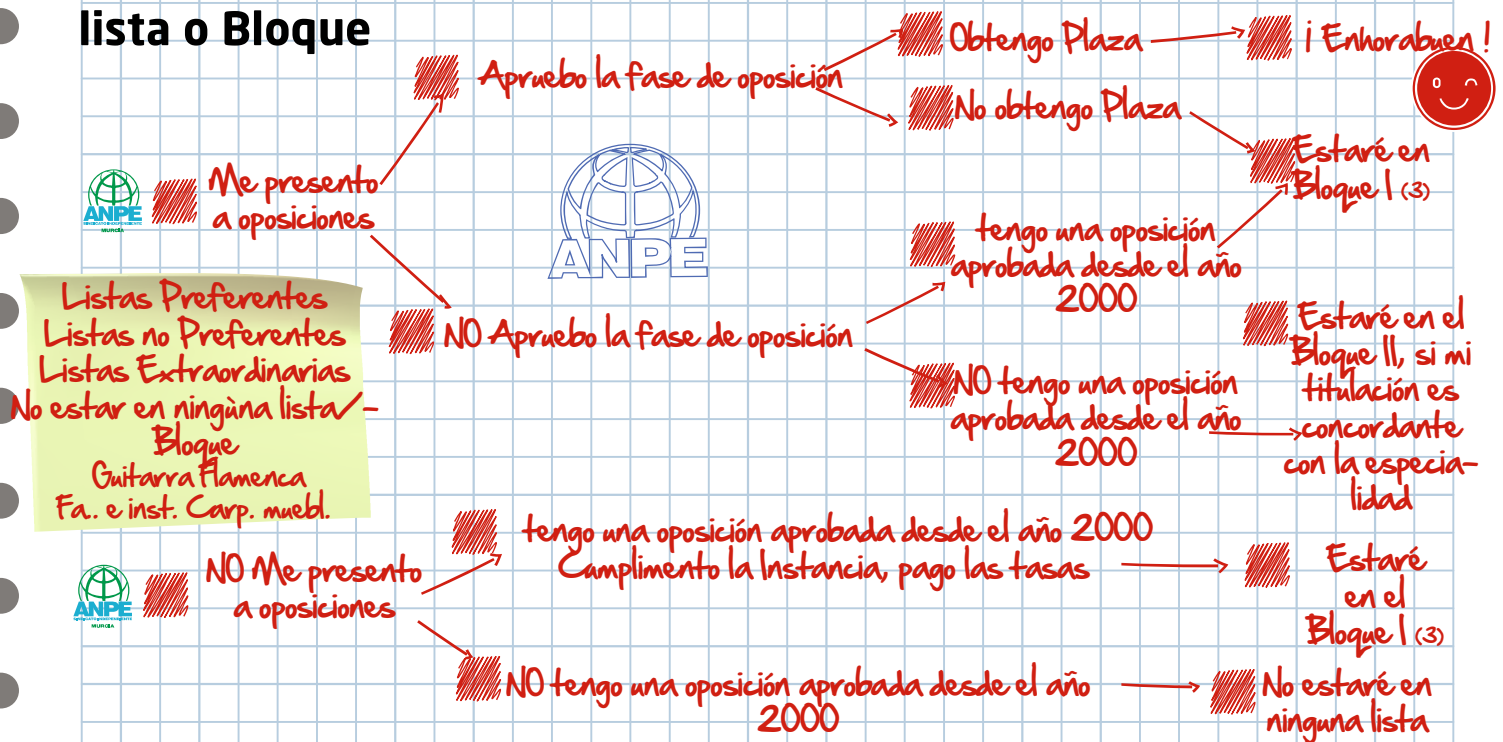 lista o Bloque
Obtengo Plaza
¡ Enhorabuen !
Apruebo la fase de oposición
No obtengo Plaza
Estaré en
Bloque I (3)
Me presento
a oposiciones
ANPE
MURCIA
ANPE
tengo una oposición
aprobada desde el año
2000
NO Apruebo la fase de oposición
Estaré en el
Bloque II, si mi
titulación es
concordante
con la especia-
lidad
NO tengo una oposición
aprobada desde el año
2000
Listas Preferentes
Listas no Preferentes
Listas Extraordinarias
No estar en ningùna lista/-
Bloque
Guitarra Flamenca
Fa.. e inst. Carp. muebl.
NO Me presento
a oposiciones
ANPE
MURCIA
tengo una oposición aprobada desde el año 2000
Cumplimento la Instancia, pago las tasas
Estaré
en el
Bloque I (3)
NO tengo una oposición aprobada desde el año
2000
No estaré en
ninguna lista